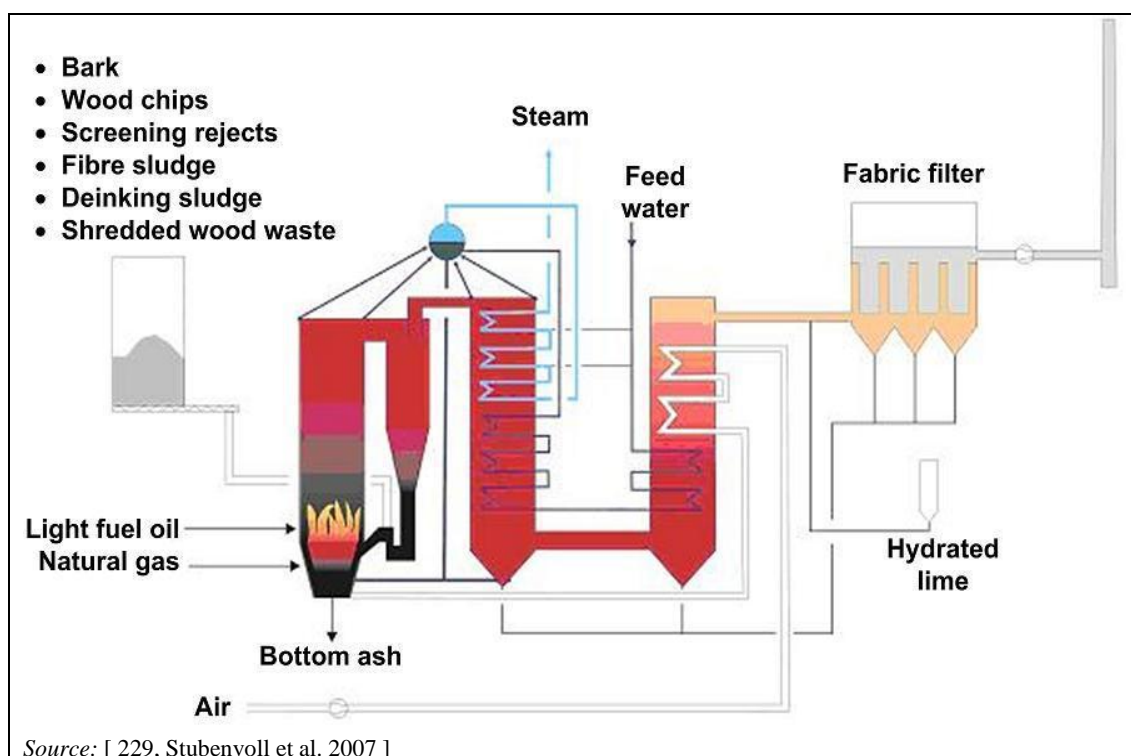 • Bark
• Wood chips
• Screening rejects
• Fibre sludge
• Deinking sludge
• Shredded wood waste
Steam
Feed
water
Fabric filter
Light fuel oil
Natural gas
Hydrated
lime
Bottom ash
Air
Source: [ 229, Stubenvoll et al. 2007 ]